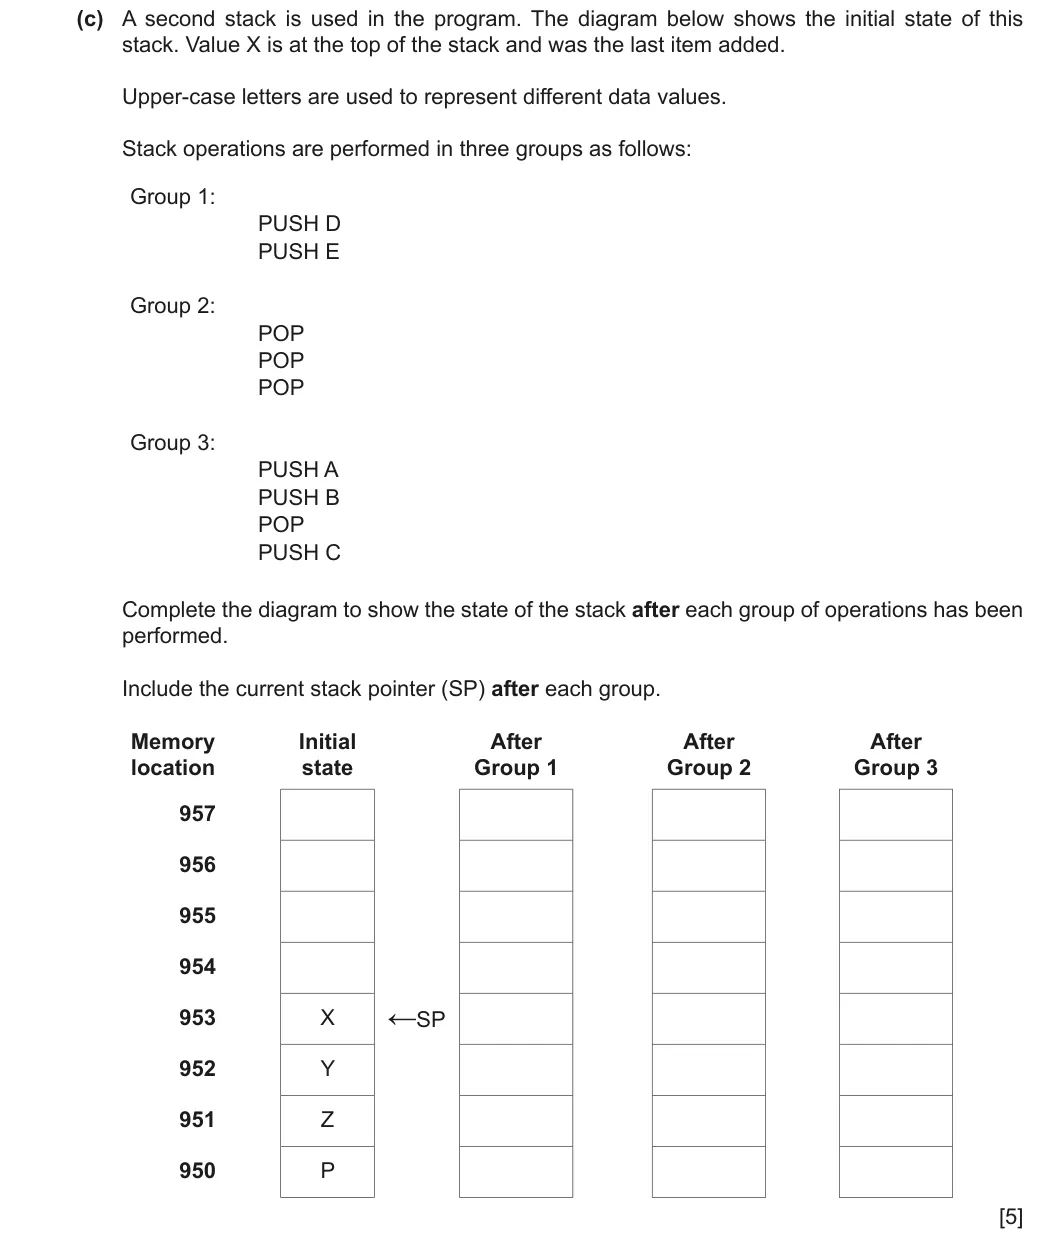 (c) A second stack is used in the program. The diagram below shows the initial state of this
stack. Value X is at the top of the stack and was the last item added.
Upper-case letters are used to represent different data values.
Stack operations are performed in three groups as follows:
Group 1:
PUSH D
PUSH E
Group 2:
POP
POP
POP
Group 3:
PUSH A
PUSH B
POP
PUSH C
Complete the diagram to show the state of the stack after each group of operations has been
performed.
Include the current stack pointer (SP) after each group.
Memory Initial After After After
location state Group 1 Group 2 Group 3
957
956
955
954
953 X ←SP
952 Y
951 Z
950 P
[5]